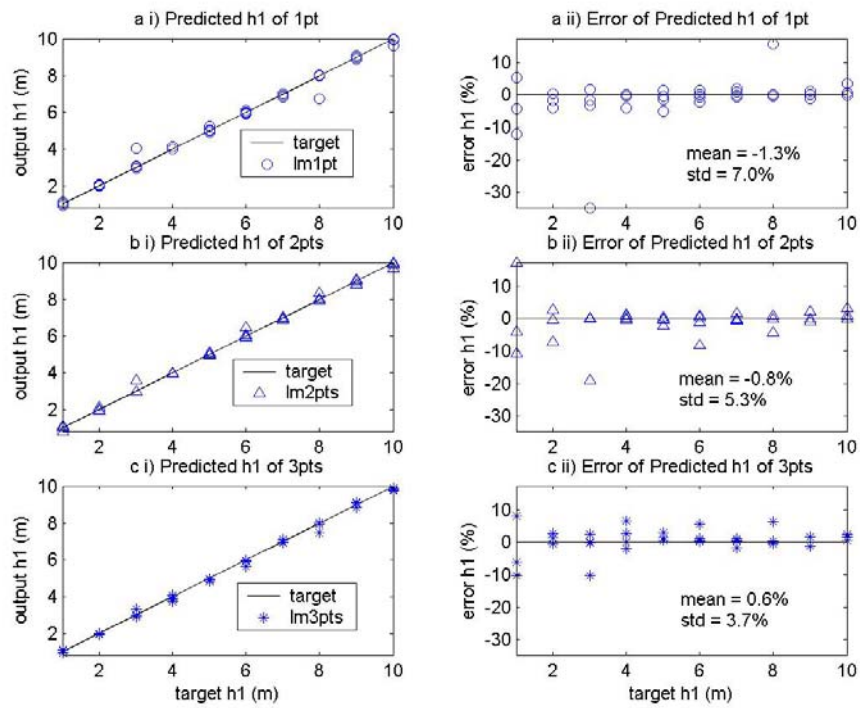 a i) Predicted h1 of 1pt
output h1 (m)
10
8
6
4
2
2 4 6 8 10
target
lm1pt
a ii) Error of Predicted h1 of 1pt
error h1 (%)
10
0
-10
-20
-30
2 4 6 8 10
mean = -1.3%
std = 7.0%
b i) Predicted h1 of 2pts
output h1 (m)
10
8
6
4
2
2 4 6 8 10
target
lm2pts
b ii) Error of Predicted h1 of 2pts
error h1 (%)
10
0
-10
-20
-30
2 4 6 8 10
mean = -0.8%
std = 5.3%
c i) Predicted h1 of 3pts
output h1 (m)
10
8
6
4
2
2 4 6 8 10
target h1 (m)
target
lm3pts
c ii) Error of Predicted h1 of 3pts
error h1 (%)
10
0
-10
-20
-30
2 4 6 8 10
target h1 (m)
mean = 0.6%
std = 3.7%